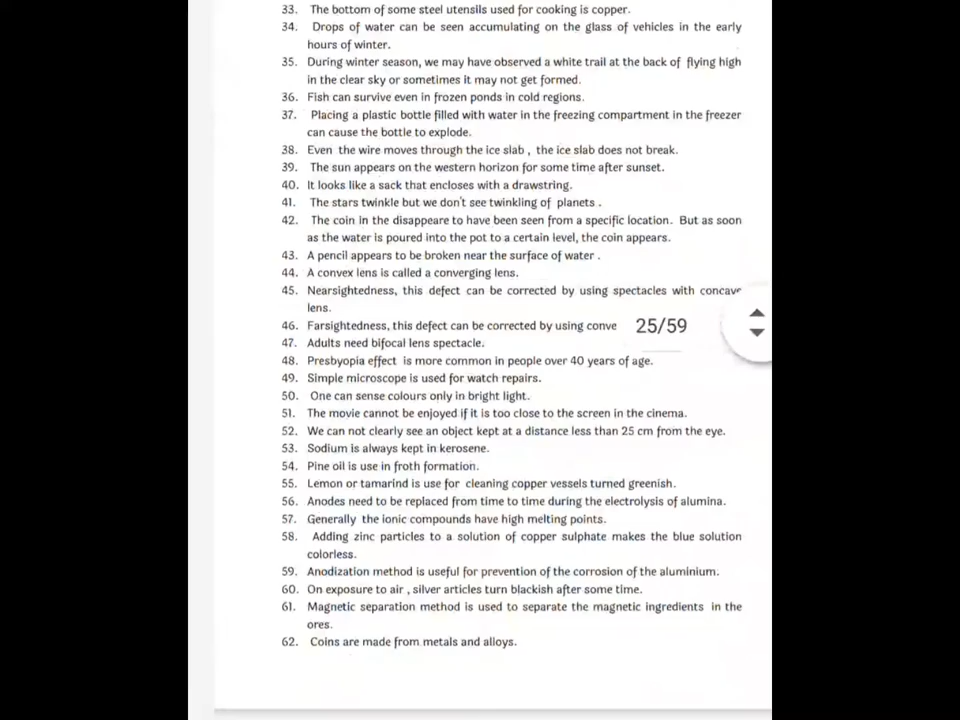 33. The bottom of some steel utensils used for cooking is copper.
34. Drops of water can be seen accumulating on the glass of vehicles in the early
hours of winter.
35. During winter season, we may have observed a white trail at the back of flying high
in the clear sky or sometimes it may not get formed.
36. Fish can survive even in frozen ponds in cold regions.
37. Placing a plastic bottle filled with water in the freezing compartment in the freezer
can cause the bottle to explode.
38. Even the wire moves through the ice slab , the ice slab does not break.
39. The sun appears on the western horizon for some time after sunset.
40. It looks like a sack that encloses with a drawstring.
41. The stars twinkle but we don't see twinkling of planets .
42. The coin in the disappeare to have been seen from a specific location. But as soon
as the water is poured into the pot to a certain level, the coin appears.
43. A pencil appears to be broken near the surface of water .
44. A convex lens is called a converging lens.
45. Nearsightedness, this defect can be corrected by using spectacles with concave
lens.
46. Farsightedness, this defect can be corrected by using conve
25/59
47. Adults need bifocal lens spectacle.
48. Presbyopia effect is more common in people over 40 years of age.
49. Simple microscope is used for watch repairs.
50. One can sense colours only in bright light.
51. The movie cannot be enjoyed if it is too close to the screen in the cinema.
52. We can not clearly see an object kept at a distance less than 25 cm from the eye.
53. Sodium is always kept in kerosene.
54. Pine oil is use in froth formation.
55. Lemon or tamarind is use for cleaning copper vessels turned greenish.
56. Anodes need to be replaced from time to time during the electrolysis of alumina.
57. Generally the ionic compounds have high melting points.
58. Adding zinc particles to a solution of copper sulphate makes the blue solution
colorless.
59. Anodization method is useful for prevention of the corrosion of the aluminium.
60. On exposure to air , silver articles turn blackish after some time.
61. Magnetic separation method is used to separate the magnetic ingredients in the
ores.
62. Coins are made from metals and alloys.